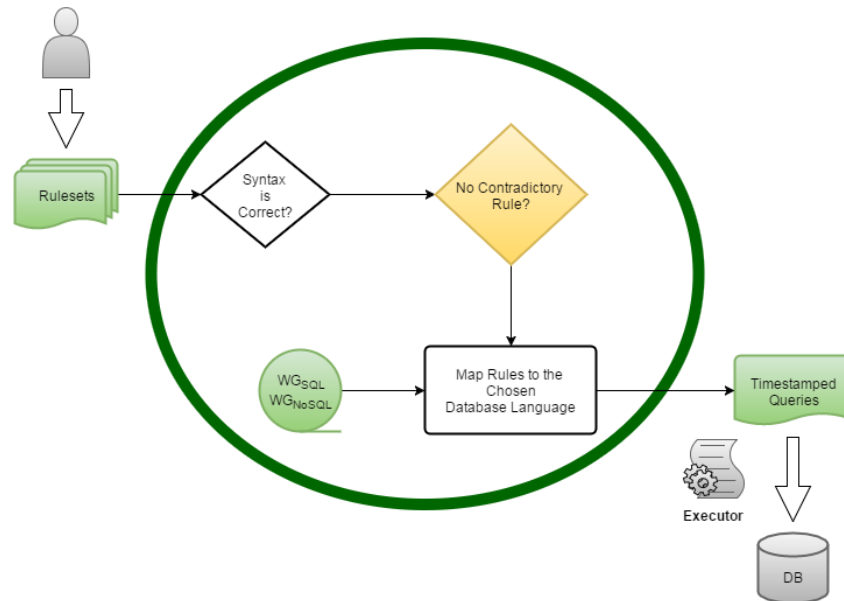 Rulesets
Syntax
is
Correct?
No Contradictory
Rule?
WGSQL
WGNoSQL
Map Rules to the
Chosen
Database Language
Timestamped
Queries
Executor
DB